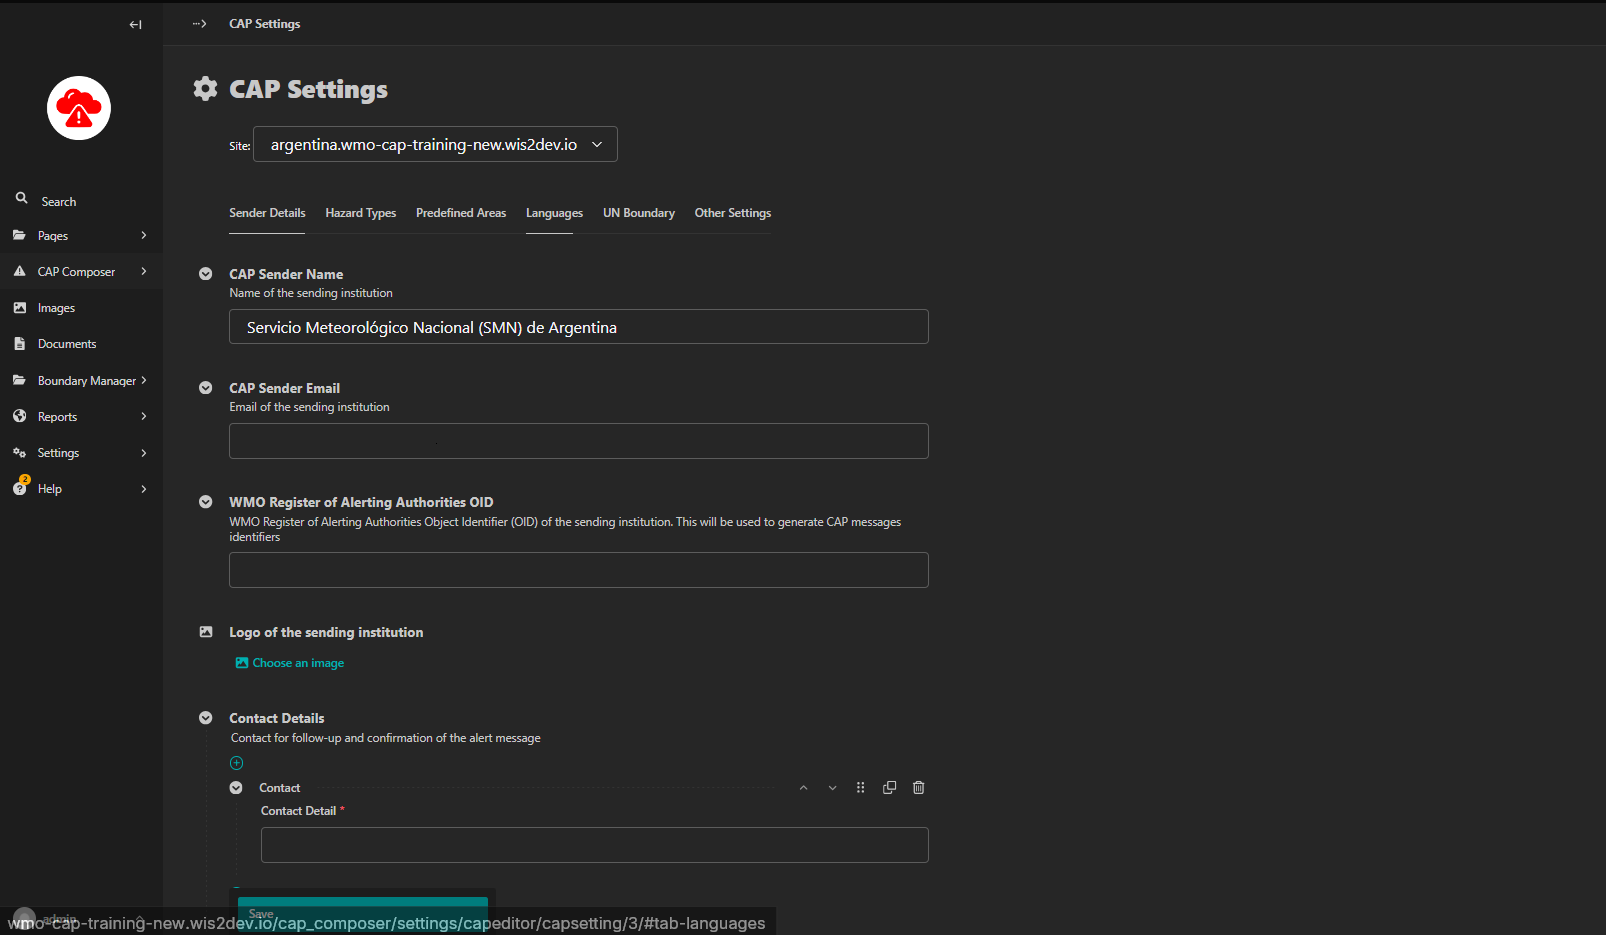 CAP Settings
CAP Settings
Site: argentina.wmo-cap-training-new.wis2dev.io
Search
Pages
CAP Composer
Images
Documents
Boundary Manager
Reports
Settings
2
Help
Sender Details Hazard Types Predefined Areas Languages UN Boundary Other Settings
CAP Sender Name
Name of the sending institution
Servicio Meteorológico Nacional (SMN) de Argentina
CAP Sender Email
Email of the sending institution
WMO Register of Alerting Authorities OID
WMO Register of Alerting Authorities Object Identifier (OID) of the sending institution. This will be used to generate CAP messages
identifiers
Logo of the sending institution
Choose an image
Contact Details
Contact for follow-up and confirmation of the alert message
Contact
Contact Detail *
Save
admin
wmo-cap-training-new.wis2dev.io/cap_composer/settings/capeditor/capsetting/3/#tab-languages